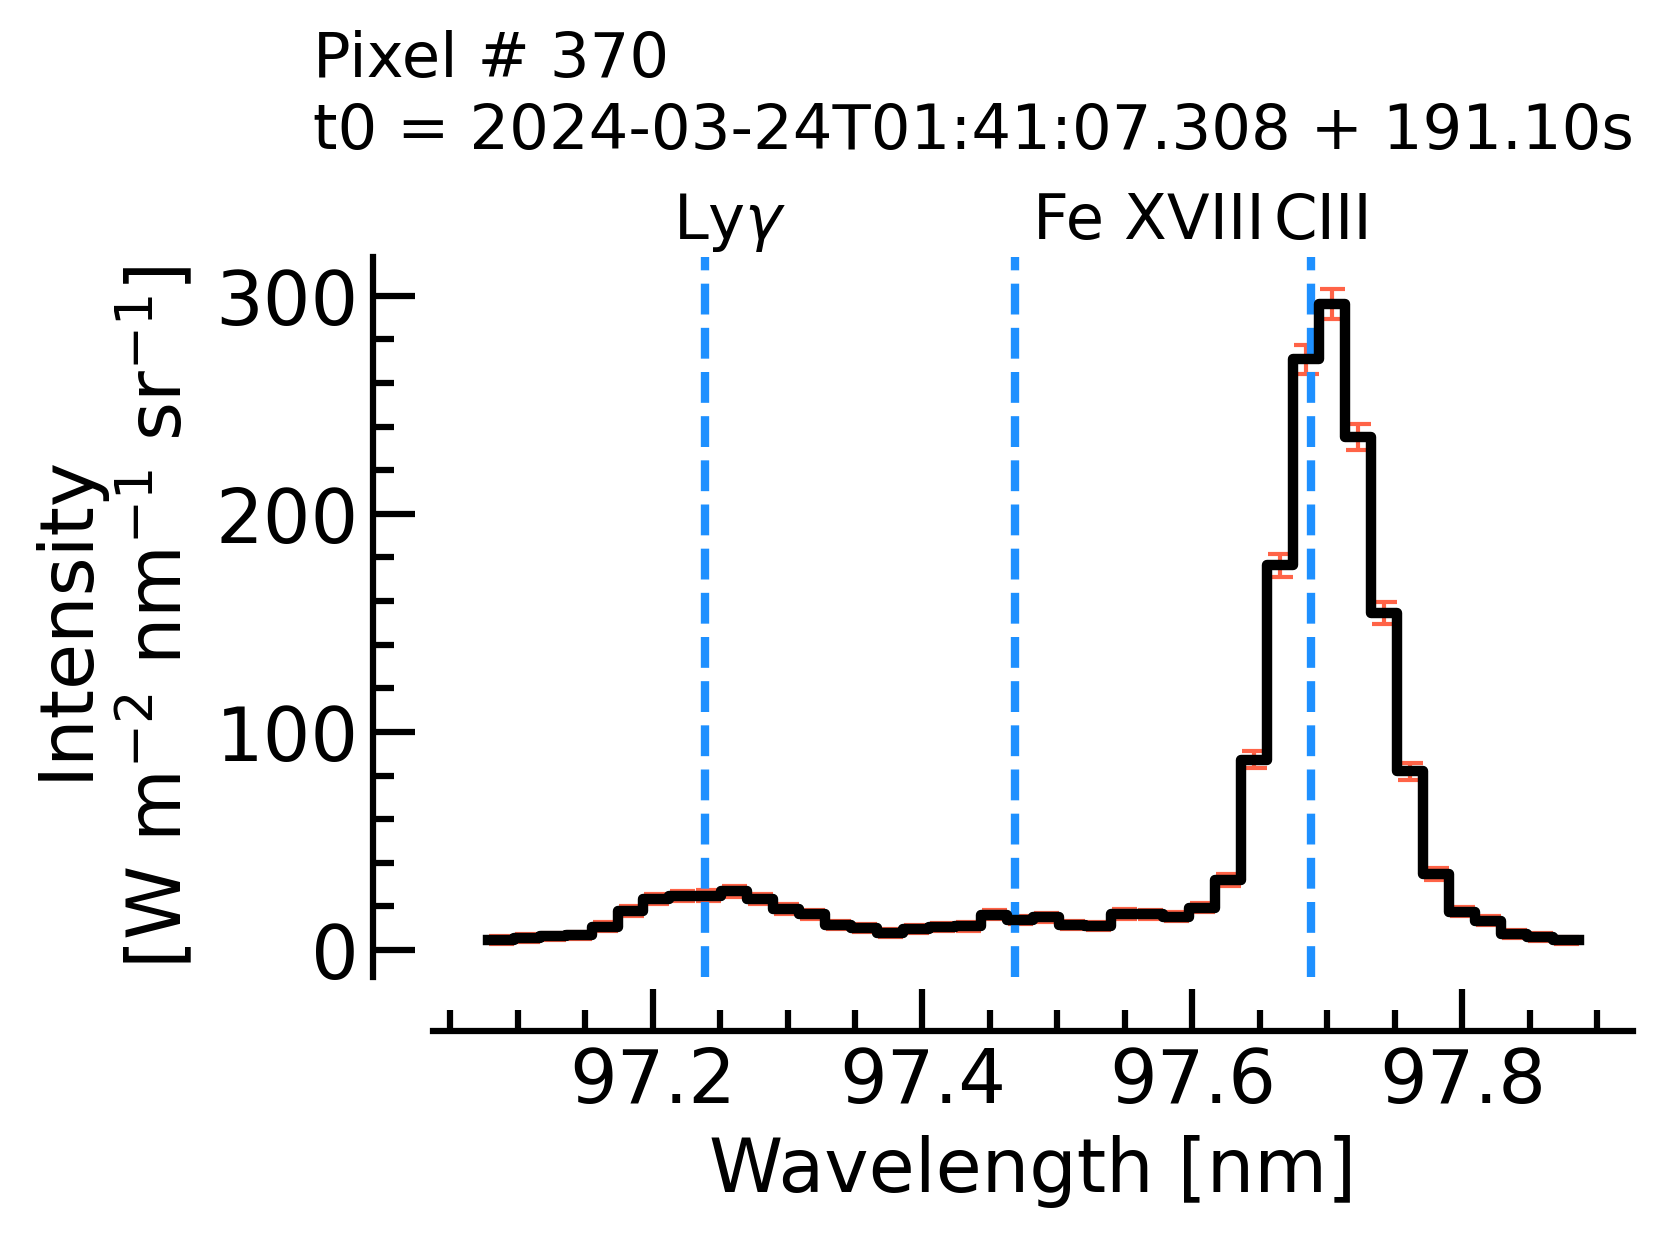 Pixel # 370
t0 = 2024-03-24T01:41:07.308 + 191.10s
Lyγ Fe XVIII CIII
Intensity
[W m⁻² nm⁻¹ sr⁻¹]
300
200
100
0
97.2 97.4 97.6 97.8
Wavelength [nm]